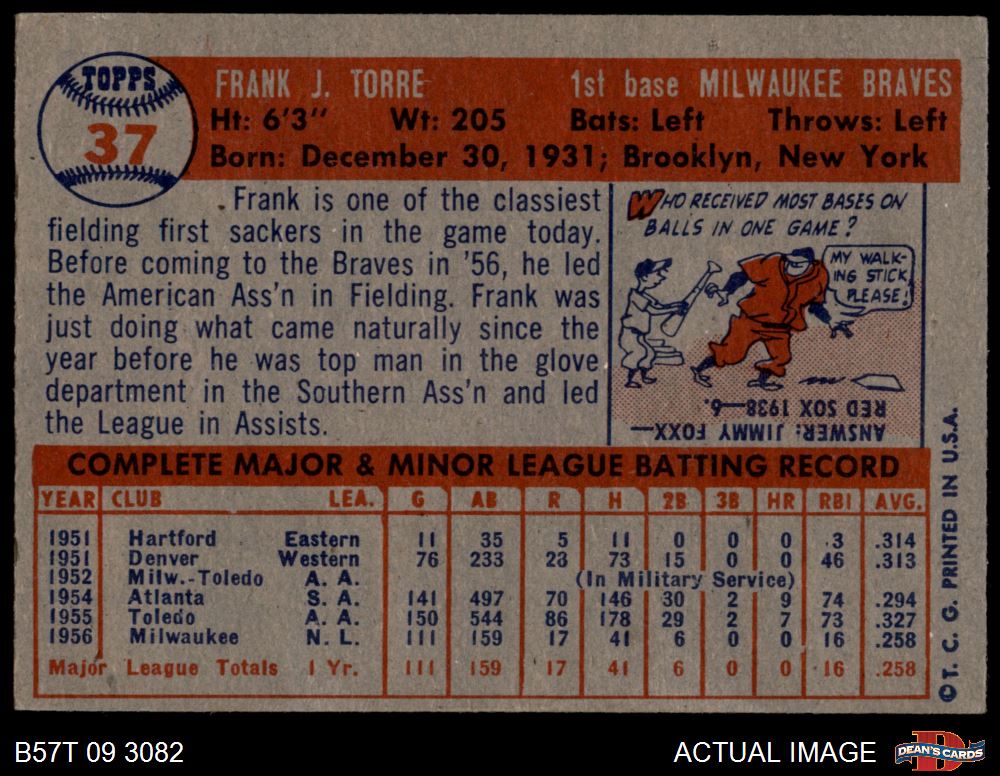 TOPPS
37
FRANK J. TORRE 1st base MILWAUKEE BRAVES
Ht: 6'3" Wt: 205 Bats: Left Throws: Left
Born: December 30, 1931; Brooklyn, New York
Frank is one of the classiest
fielding first sackers in the game today.
Before coming to the Braves in '56, he led
the American Ass'n in Fielding. Frank was
just doing what came naturally since the
year before he was top man in the glove
department in the Southern Ass'n and led
the League in Assists.
WHO RECEIVED MOST BASES ON
BALLS IN ONE GAME?
MY WALK-
ING STICK,
PLEASE!
ANSWER: JIMMY FOXX—
RED SOX 1938—6.
COMPLETE MAJOR & MINOR LEAGUE BATTING RECORD
YEAR CLUB LEA. G AB R H 2B 3B HR RBI AVG.
1951 Hartford Eastern 11 35 5 11 0 0 0 3 .314
1951 Denver Western 76 233 23 73 15 0 0 46 .313
1952 Milw.-Toledo A. A. (In Military Service)
1954 Atlanta S. A. 141 497 70 146 30 2 9 74 .294
1955 Toledo A. A. 150 544 86 178 29 2 7 73 .327
1956 Milwaukee N. L. 111 159 17 41 6 0 0 16 .258
Major League Totals 1 Yr. 111 159 17 41 6 0 0 16 .258
©T. C. G. PRINTED IN U.S.A.
B57T 09 3082 ACTUAL IMAGE
D
DEAN'S CARDS